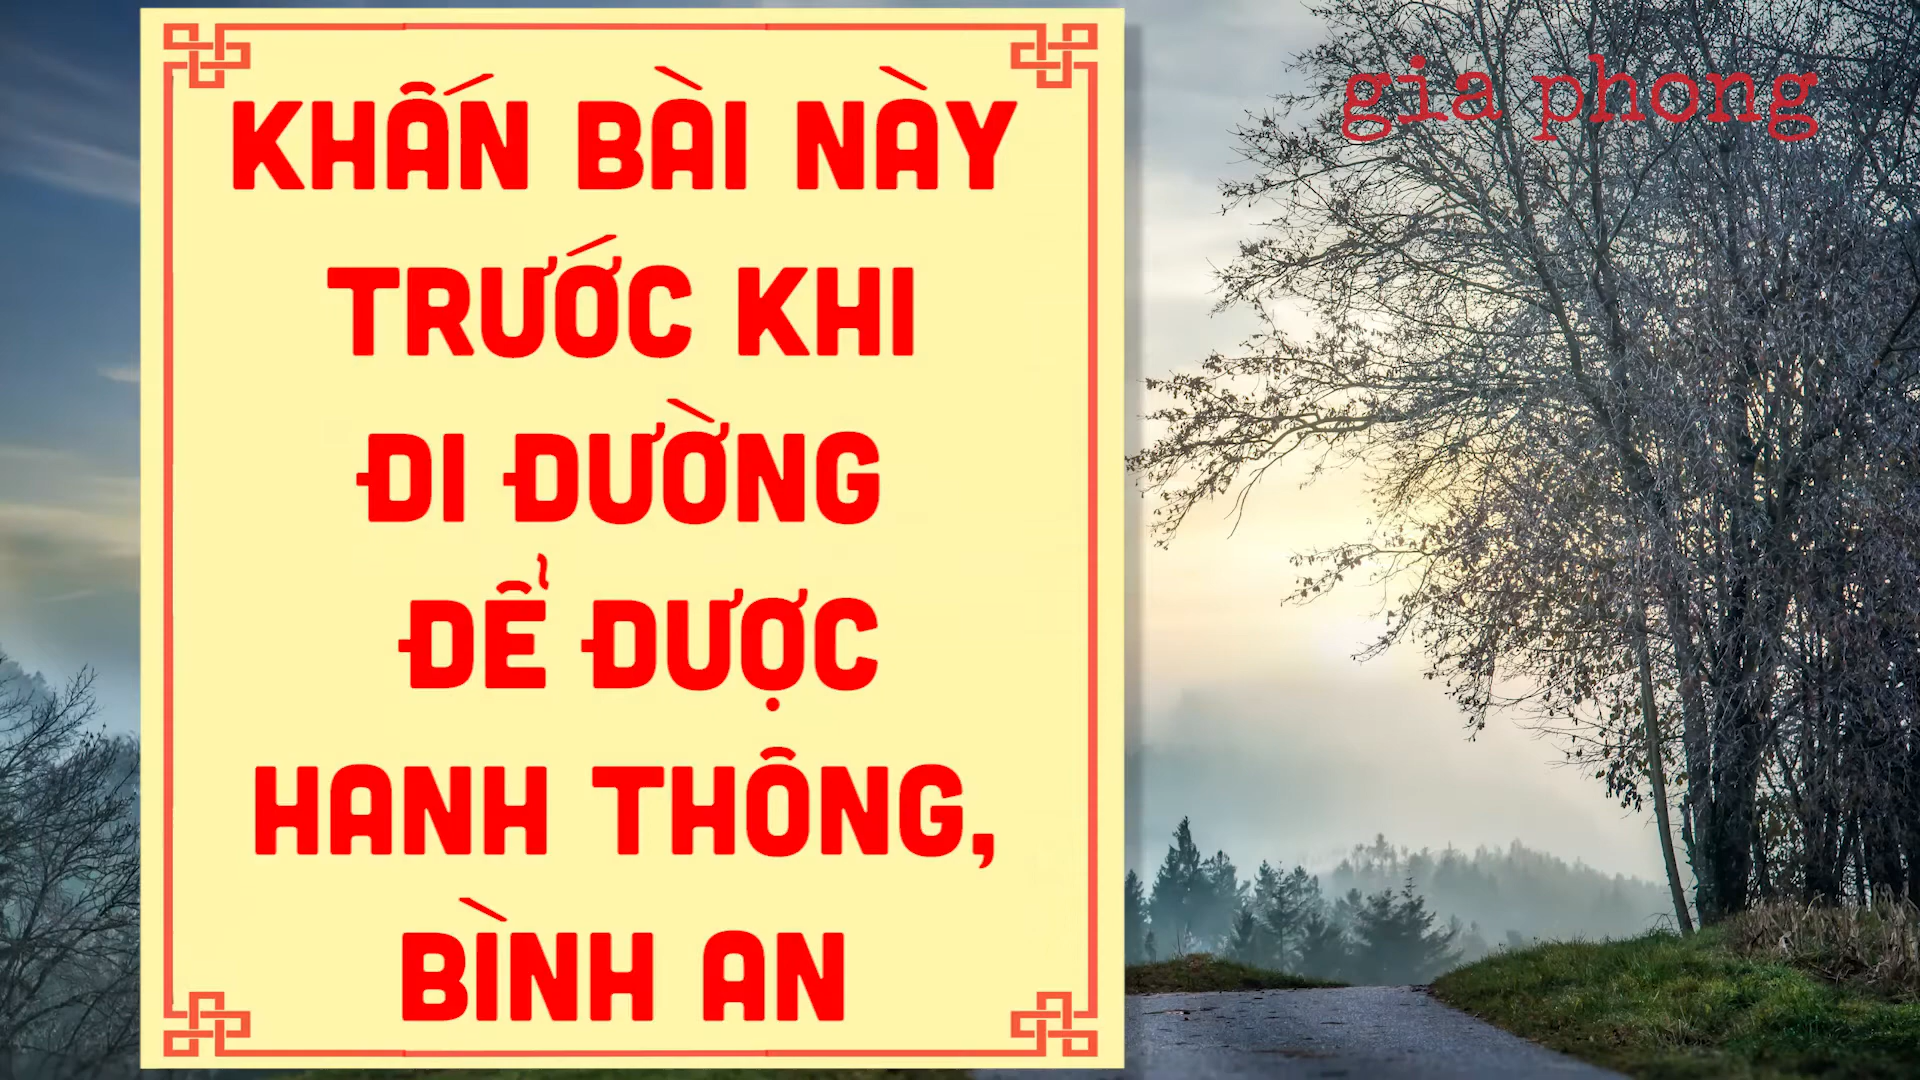 KHẤN BÀI NÀY
TRƯỚC KHI
ĐI ĐƯỜNG
ĐỂ ĐƯỢC
HANH THÔNG,
BÌNH AN
gia phong